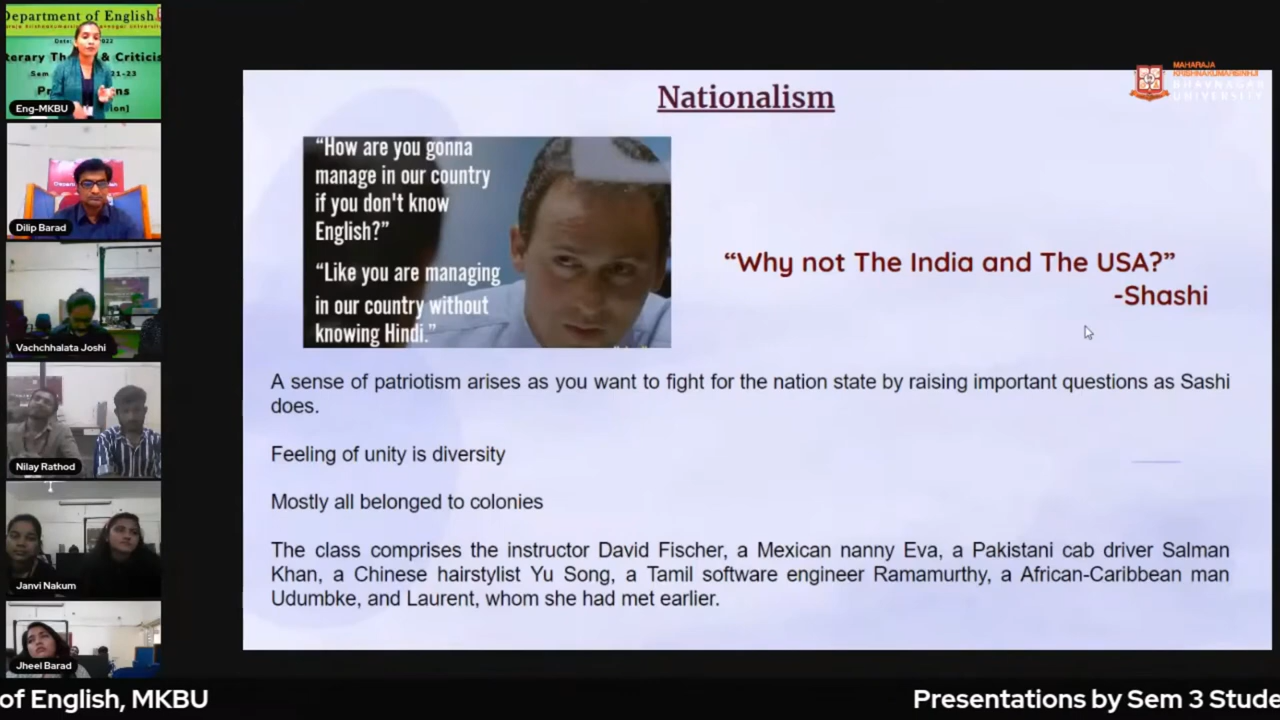 Department of English
Eng-MKBU
Dilip Barad
Vachchhalata Joshi
Nilay Rathod
Janvi Nakum
Jheel Barad
MAHARAJA
KRISHNAKUMARSINHJI
BHAVNAGAR
UNIVERSITY
Nationalism
“How are you gonna
manage in our country
if you don't know
English?”
“Like you are managing
in our country without
knowing Hindi.”
“Why not The India and The USA?”
-Shashi
A sense of patriotism arises as you want to fight for the nation state by raising important questions as Sashi
does.
Feeling of unity is diversity
Mostly all belonged to colonies
The class comprises the instructor David Fischer, a Mexican nanny Eva, a Pakistani cab driver Salman
Khan, a Chinese hairstylist Yu Song, a Tamil software engineer Ramamurthy, a African-Caribbean man
Udumbke, and Laurent, whom she had met earlier.
of English, MKBU
Presentations by Sem 3 Stude